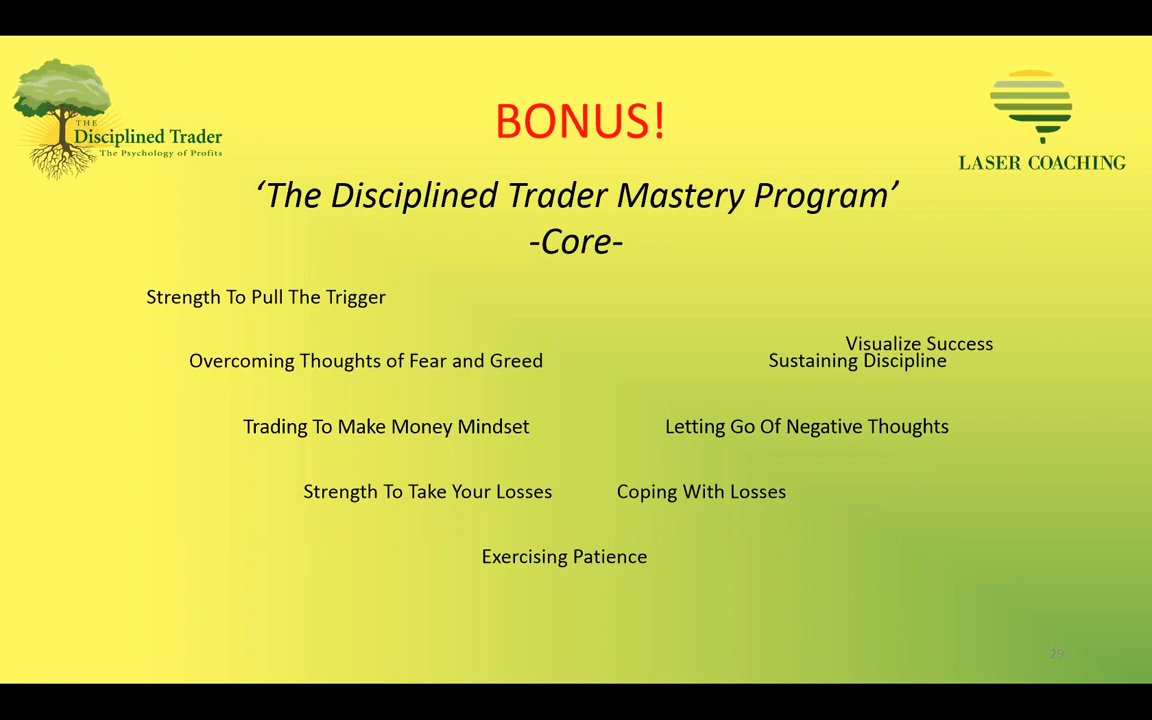 THE
Disciplined Trader
The Psychology of Profits
LASER COACHING
BONUS!
‘The Disciplined Trader Mastery Program’
-Core-
Strength To Pull The Trigger
Visualize Success
Overcoming Thoughts of Fear and Greed
Sustaining Discipline
Trading To Make Money Mindset
Letting Go Of Negative Thoughts
Strength To Take Your Losses
Coping With Losses
Exercising Patience
29